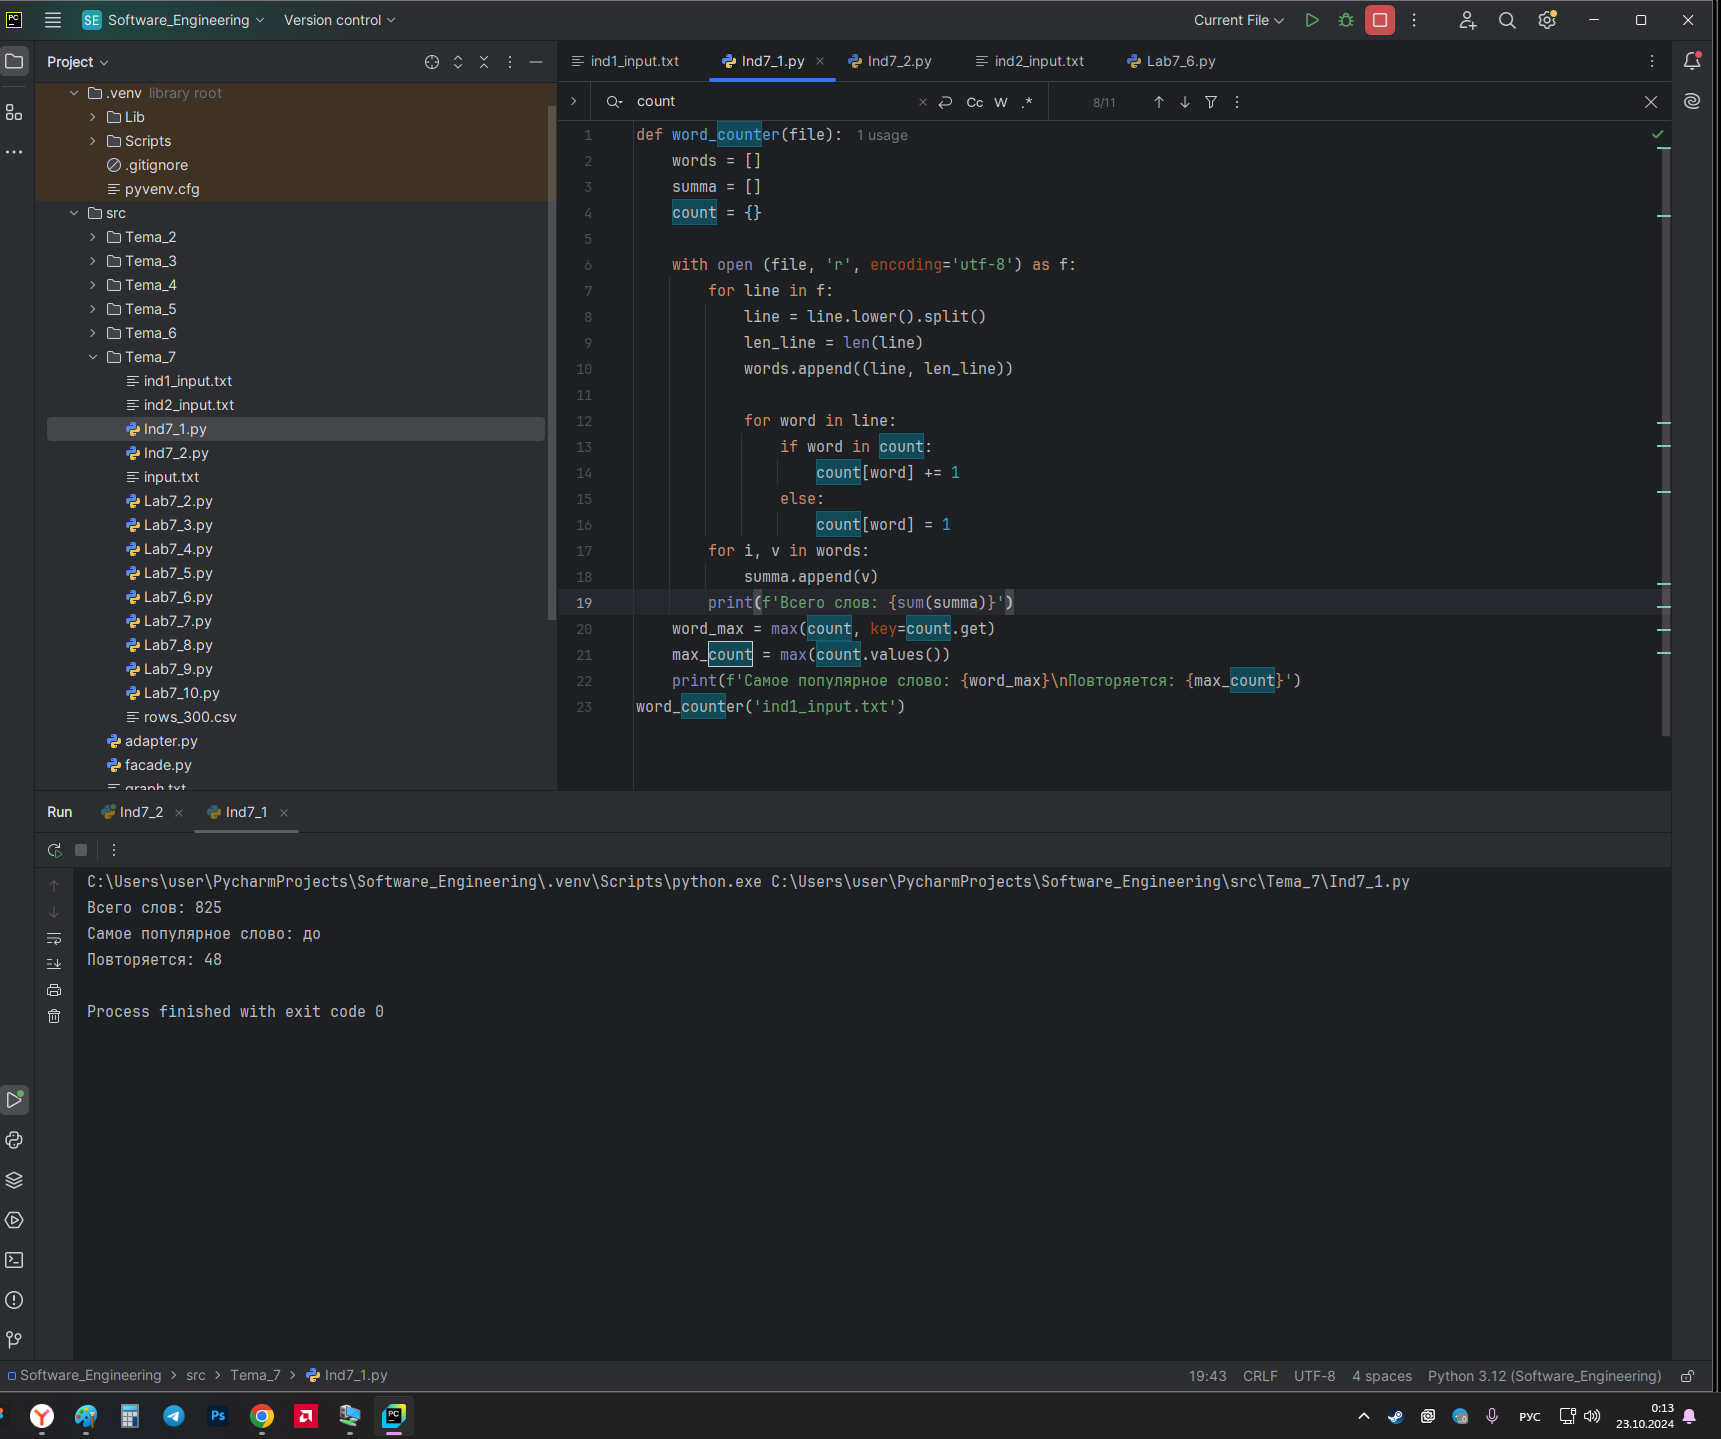 PC
SE Software_Engineering Version control Current File
Project
ind1_input.txt Ind7_1.py Ind7_2.py ind2_input.txt Lab7_6.py
count Cc W .* 8/11
.venv library root
Lib
Scripts
.gitignore
pyvenv.cfg
src
Tema_2
Tema_3
Tema_4
Tema_5
Tema_6
Tema_7
ind1_input.txt
ind2_input.txt
Ind7_1.py
Ind7_2.py
input.txt
Lab7_2.py
Lab7_3.py
Lab7_4.py
Lab7_5.py
Lab7_6.py
Lab7_7.py
Lab7_8.py
Lab7_9.py
Lab7_10.py
rows_300.csv
adapter.py
facade.py
graph.txt
1 def word_counter(file): 1 usage
2 words = []
3 summa = []
4 count = {}
5
6 with open (file, 'r', encoding='utf-8') as f:
7 for line in f:
8 line = line.lower().split()
9 len_line = len(line)
10 words.append((line, len_line))
11
12 for word in line:
13 if word in count:
14 count[word] += 1
15 else:
16 count[word] = 1
17 for i, v in words:
18 summa.append(v)
19 print(f'Всего слов: {sum(summa)}')
20 word_max = max(count, key=count.get)
21 max_count = max(count.values())
22 print(f'Самое популярное слово: {word_max}\nПовторяется: {max_count}')
23 word_counter('ind1_input.txt')
Run Ind7_2 Ind7_1
C:\Users\user\PycharmProjects\Software_Engineering\.venv\Scripts\python.exe C:\Users\user\PycharmProjects\Software_Engineering\src\Tema_7\Ind7_1.py
Всего слов: 825
Самое популярное слово: до
Повторяется: 48
Process finished with exit code 0
Software_Engineering > src > Tema_7 > Ind7_1.py 19:43 CRLF UTF-8 4 spaces Python 3.12 (Software_Engineering)
Ps PC РУС 0:13
23.10.2024